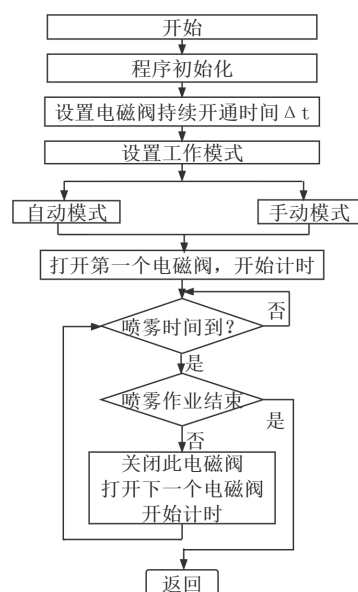 开始
程序初始化
设置电磁阀持续开通时间Δt
设置工作模式
自动模式
手动模式
打开第一个电磁阀，开始计时
否
喷雾时间到？
是
喷雾作业结束
是
否
关闭此电磁阀
打开下一个电磁阀
开始计时
返回